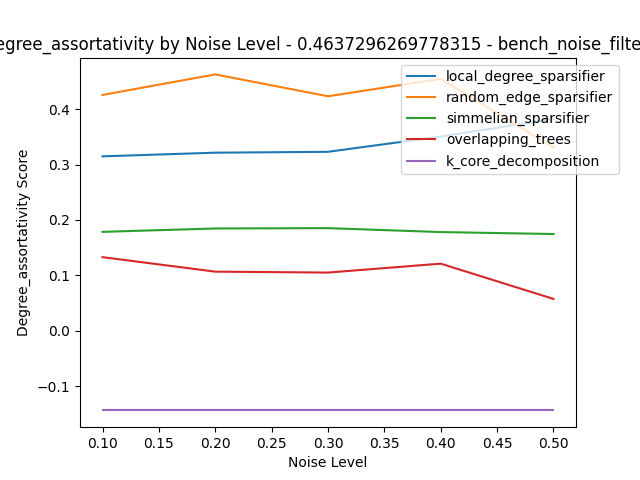 egree_assortativity by Noise Level - 0.4637296269778315 - bench_noise_filte
local_degree_sparsifier
random_edge_sparsifier
simmelian_sparsifier
overlapping_trees
k_core_decomposition
Degree_assortativity Score
0.4
0.3
0.2
0.1
0.0
−0.1
0.10 0.15 0.20 0.25 0.30 0.35 0.40 0.45 0.50
Noise Level